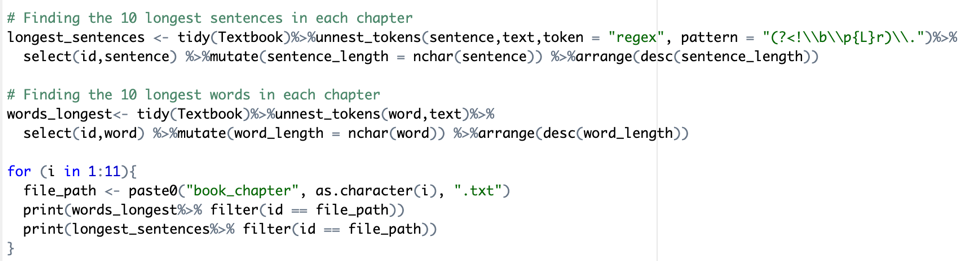 # Finding the 10 longest sentences in each chapter
longest_sentences <- tidy(Textbook)%>%unnest_tokens(sentence,text,token = "regex", pattern = "(?<!\\b\\p{L}r)\\.")%>%
  select(id,sentence) %>%mutate(sentence_length = nchar(sentence)) %>%arrange(desc(sentence_length))

# Finding the 10 longest words in each chapter
words_longest<- tidy(Textbook)%>%unnest_tokens(word,text)%>%
  select(id,word) %>%mutate(word_length = nchar(word)) %>%arrange(desc(word_length))

for (i in 1:11){
  file_path <- paste0("book_chapter", as.character(i), ".txt")
  print(words_longest%>% filter(id == file_path))
  print(longest_sentences%>% filter(id == file_path))
}